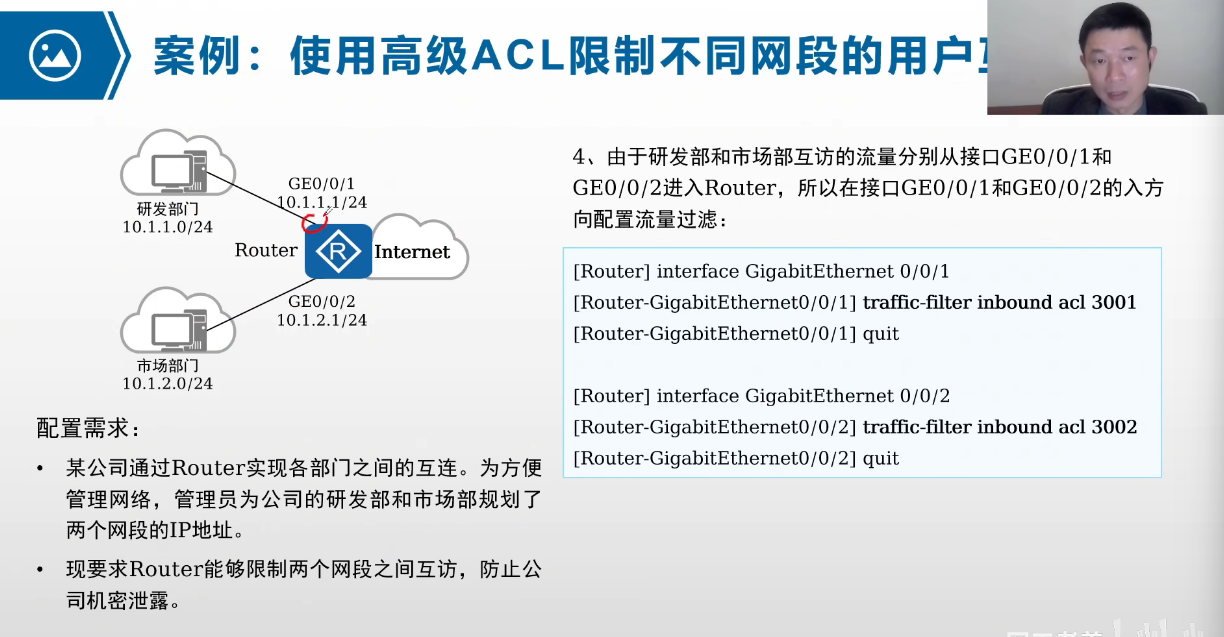 案例：使用高级ACL限制不同网段的用户
GE0/0/1
10.1.1.1/24
研发部门
10.1.1.0/24
Router
R
Internet
GE0/0/2
10.1.2.1/24
市场部门
10.1.2.0/24
配置需求：
• 某公司通过Router实现各部门之间的互连。为方便
管理网络，管理员为公司的研发部和市场部规划了
两个网段的IP地址。
• 现要求Router能够限制两个网段之间互访，防止公
司机密泄露。
4、由于研发部和市场部互访的流量分别从接口GE0/0/1和
GE0/0/2进入Router，所以在接口GE0/0/1和GE0/0/2的入方
向配置流量过滤：
[Router] interface GigabitEthernet 0/0/1
[Router-GigabitEthernet0/0/1] traffic-filter inbound acl 3001
[Router-GigabitEthernet0/0/1] quit
[Router] interface GigabitEthernet 0/0/2
[Router-GigabitEthernet0/0/2] traffic-filter inbound acl 3002
[Router-GigabitEthernet0/0/2] quit